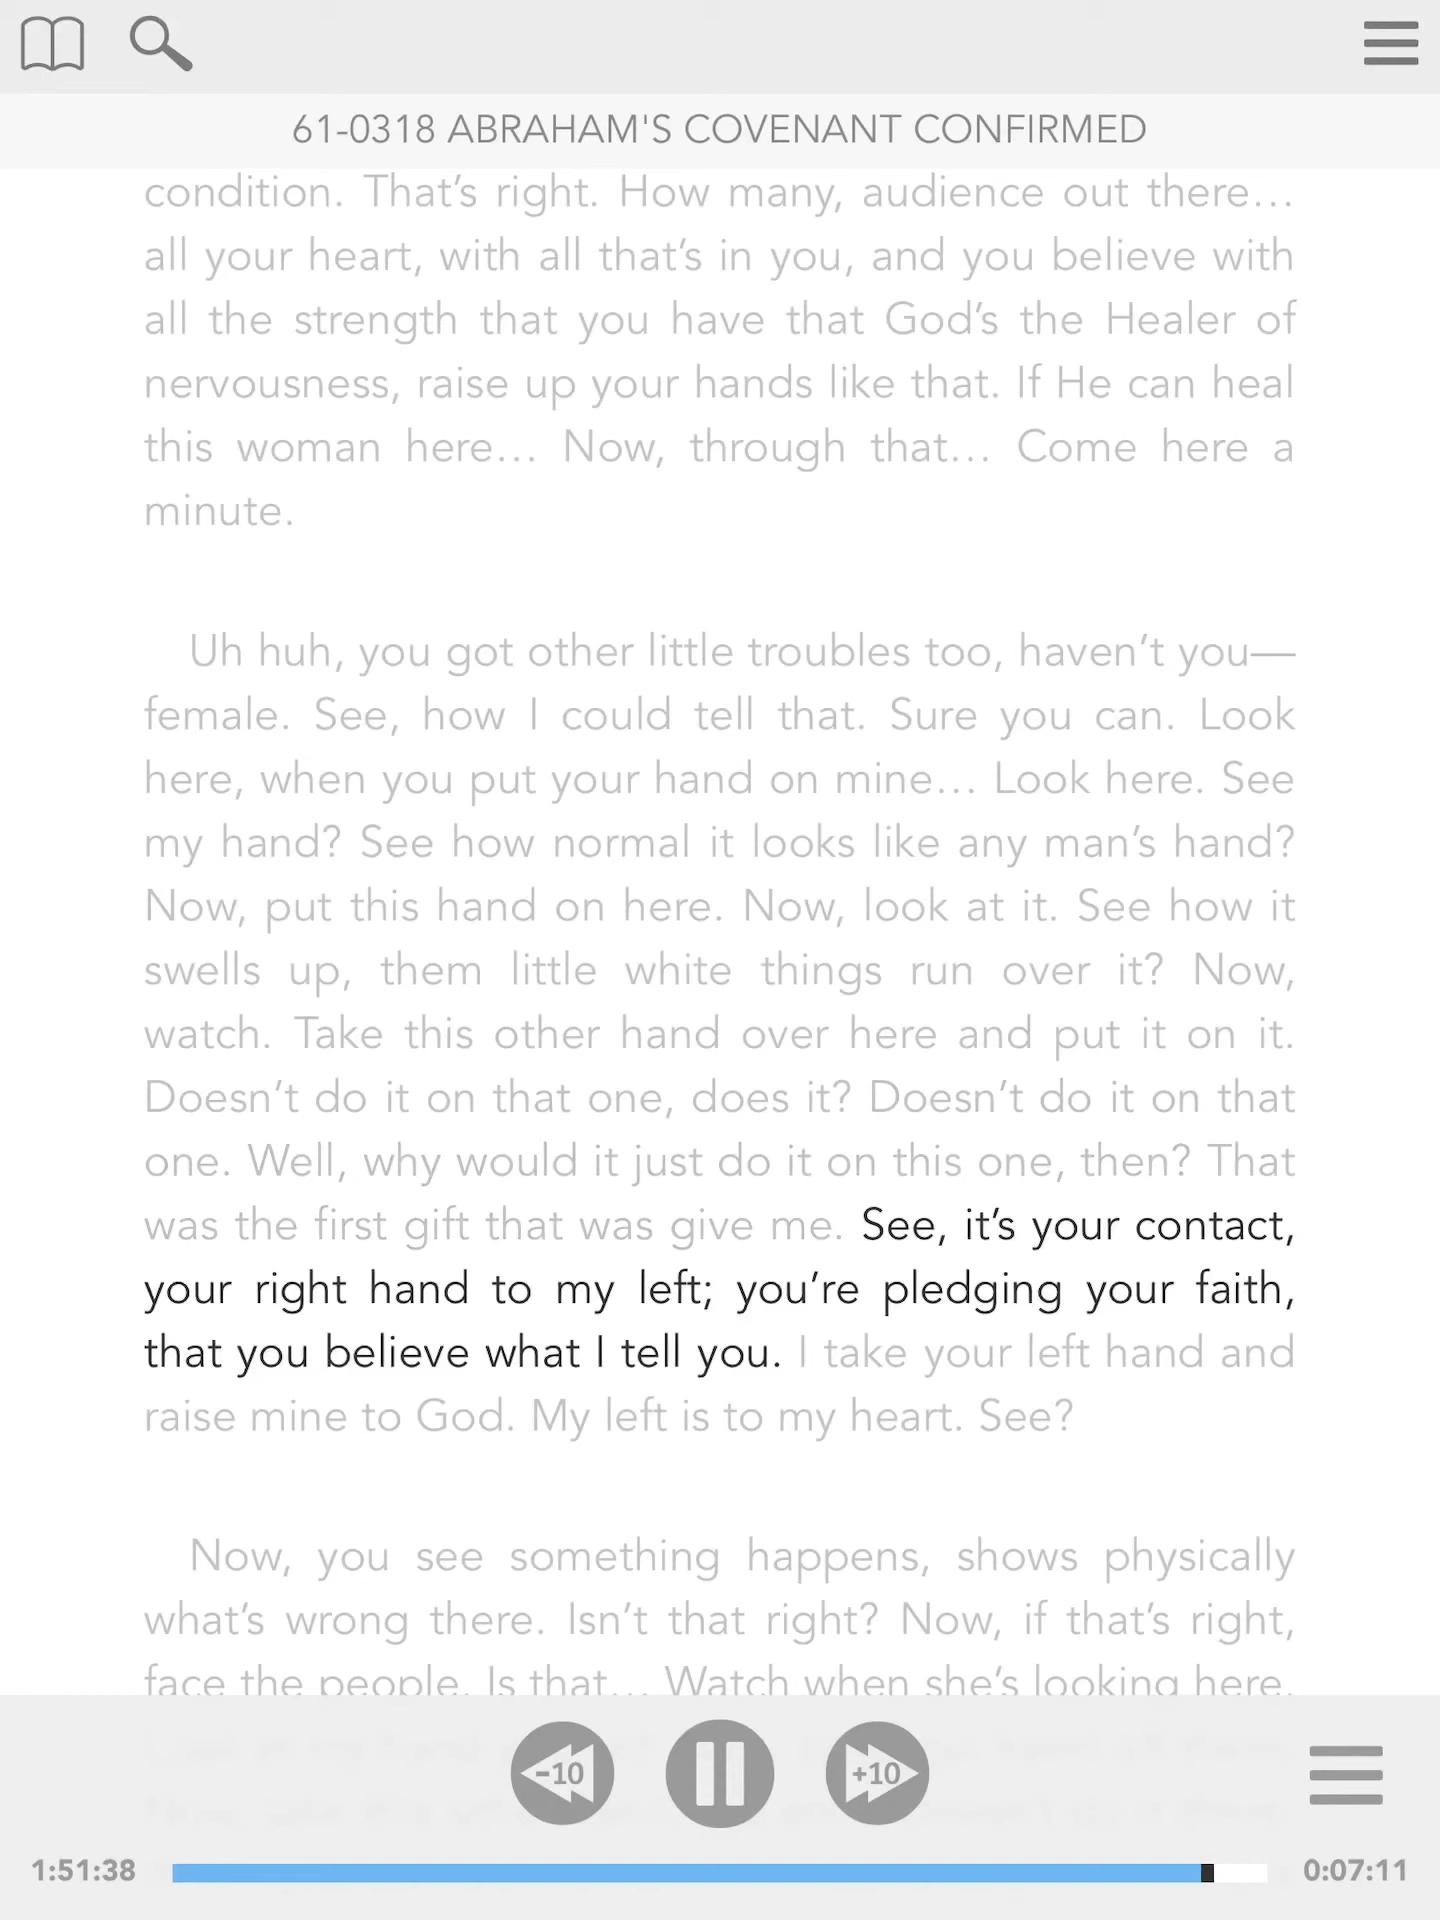 61-0318 ABRAHAM'S COVENANT CONFIRMED
condition. That’s right. How many, audience out there…
all your heart, with all that’s in you, and you believe with
all the strength that you have that God’s the Healer of
nervousness, raise up your hands like that. If He can heal
this woman here… Now, through that… Come here a
minute.
Uh huh, you got other little troubles too, haven’t you—
female. See, how I could tell that. Sure you can. Look
here, when you put your hand on mine… Look here. See
my hand? See how normal it looks like any man’s hand?
Now, put this hand on here. Now, look at it. See how it
swells up, them little white things run over it? Now,
watch. Take this other hand over here and put it on it.
Doesn’t do it on that one, does it? Doesn’t do it on that
one. Well, why would it just do it on this one, then? That
was the first gift that was give me. See, it’s your contact,
your right hand to my left; you’re pledging your faith,
that you believe what I tell you. I take your left hand and
raise mine to God. My left is to my heart. See?
Now, you see something happens, shows physically
what’s wrong there. Isn’t that right? Now, if that’s right,
face the people. Is that… Watch when she’s looking here.
-10
+10
1:51:38
0:07:11